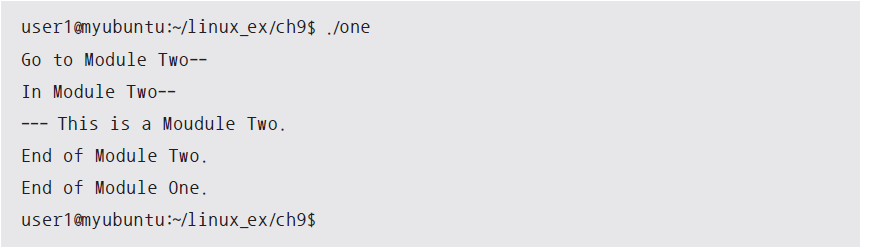 user1@myubuntu:~/linux_ex/ch9$ ./one
Go to Module Two--
In Module Two--
--- This is a Moudule Two.
End of Module Two.
End of Module One.
user1@myubuntu:~/linux_ex/ch9$